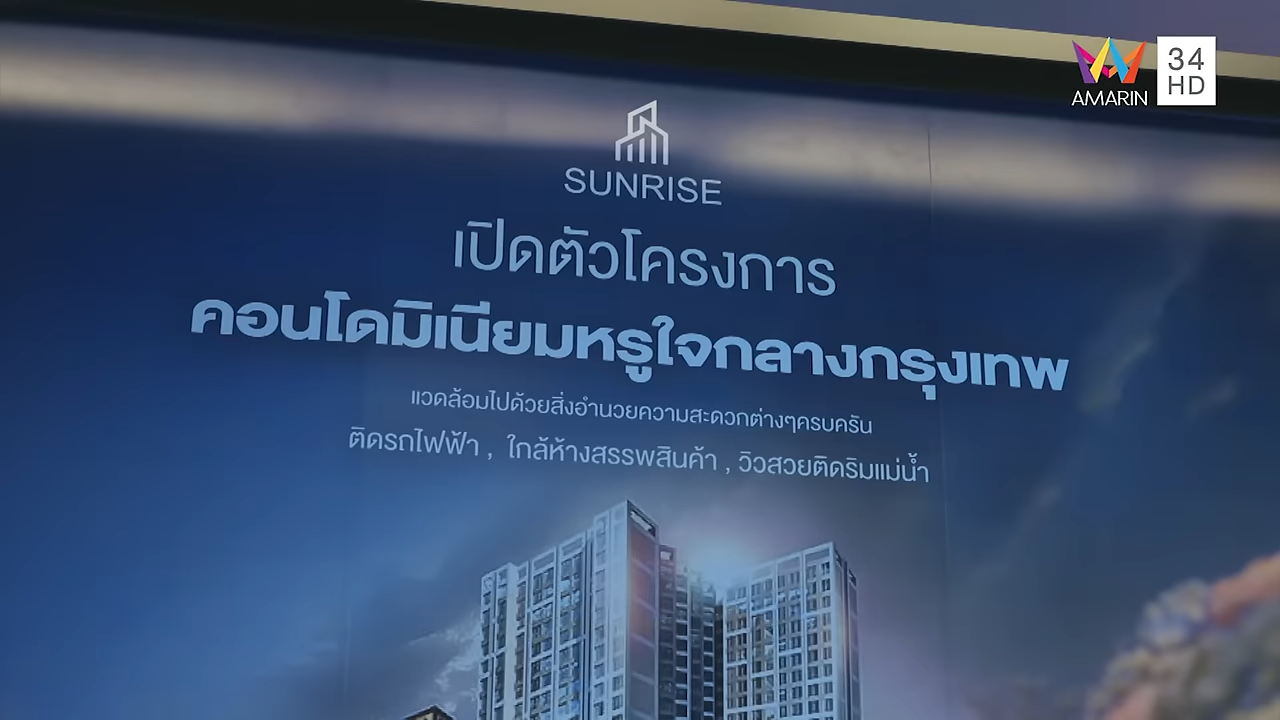 AMARIN
34
HD
SUNRISE
เปิดตัวโครงการ
คอนโดมิเนียมหรูใจกลางกรุงเทพ
แวดล้อมไปด้วยสิ่งอำนวยความสะดวกต่างๆครบครัน
ติดรถไฟฟ้า , ใกล้ห้างสรรพสินค้า , วิวสวยติดริมแม่น้ำ